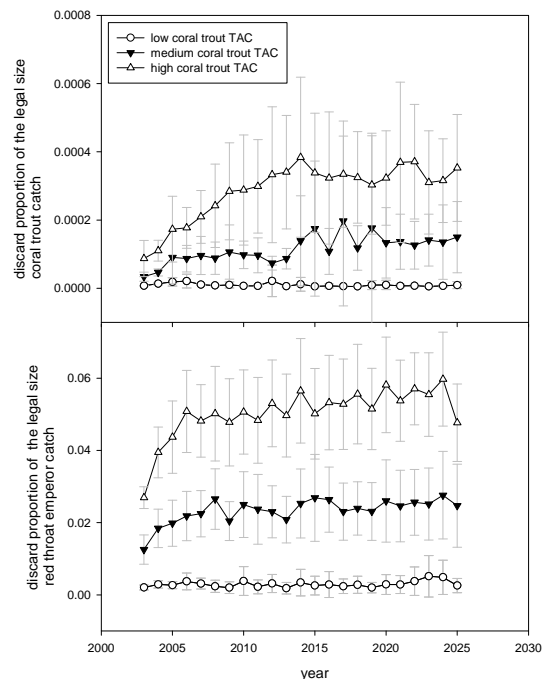 0.0008
0.0006
0.0004
0.0002
0.0000
discard proportion of the legal size
coral trout catch
low coral trout TAC
medium coral trout TAC
high coral trout TAC
0.06
0.04
0.02
0.00
discard proportion of  the legal size
red throat emperor catch
2000
2005
2010
2015
2020
2025
2030
year